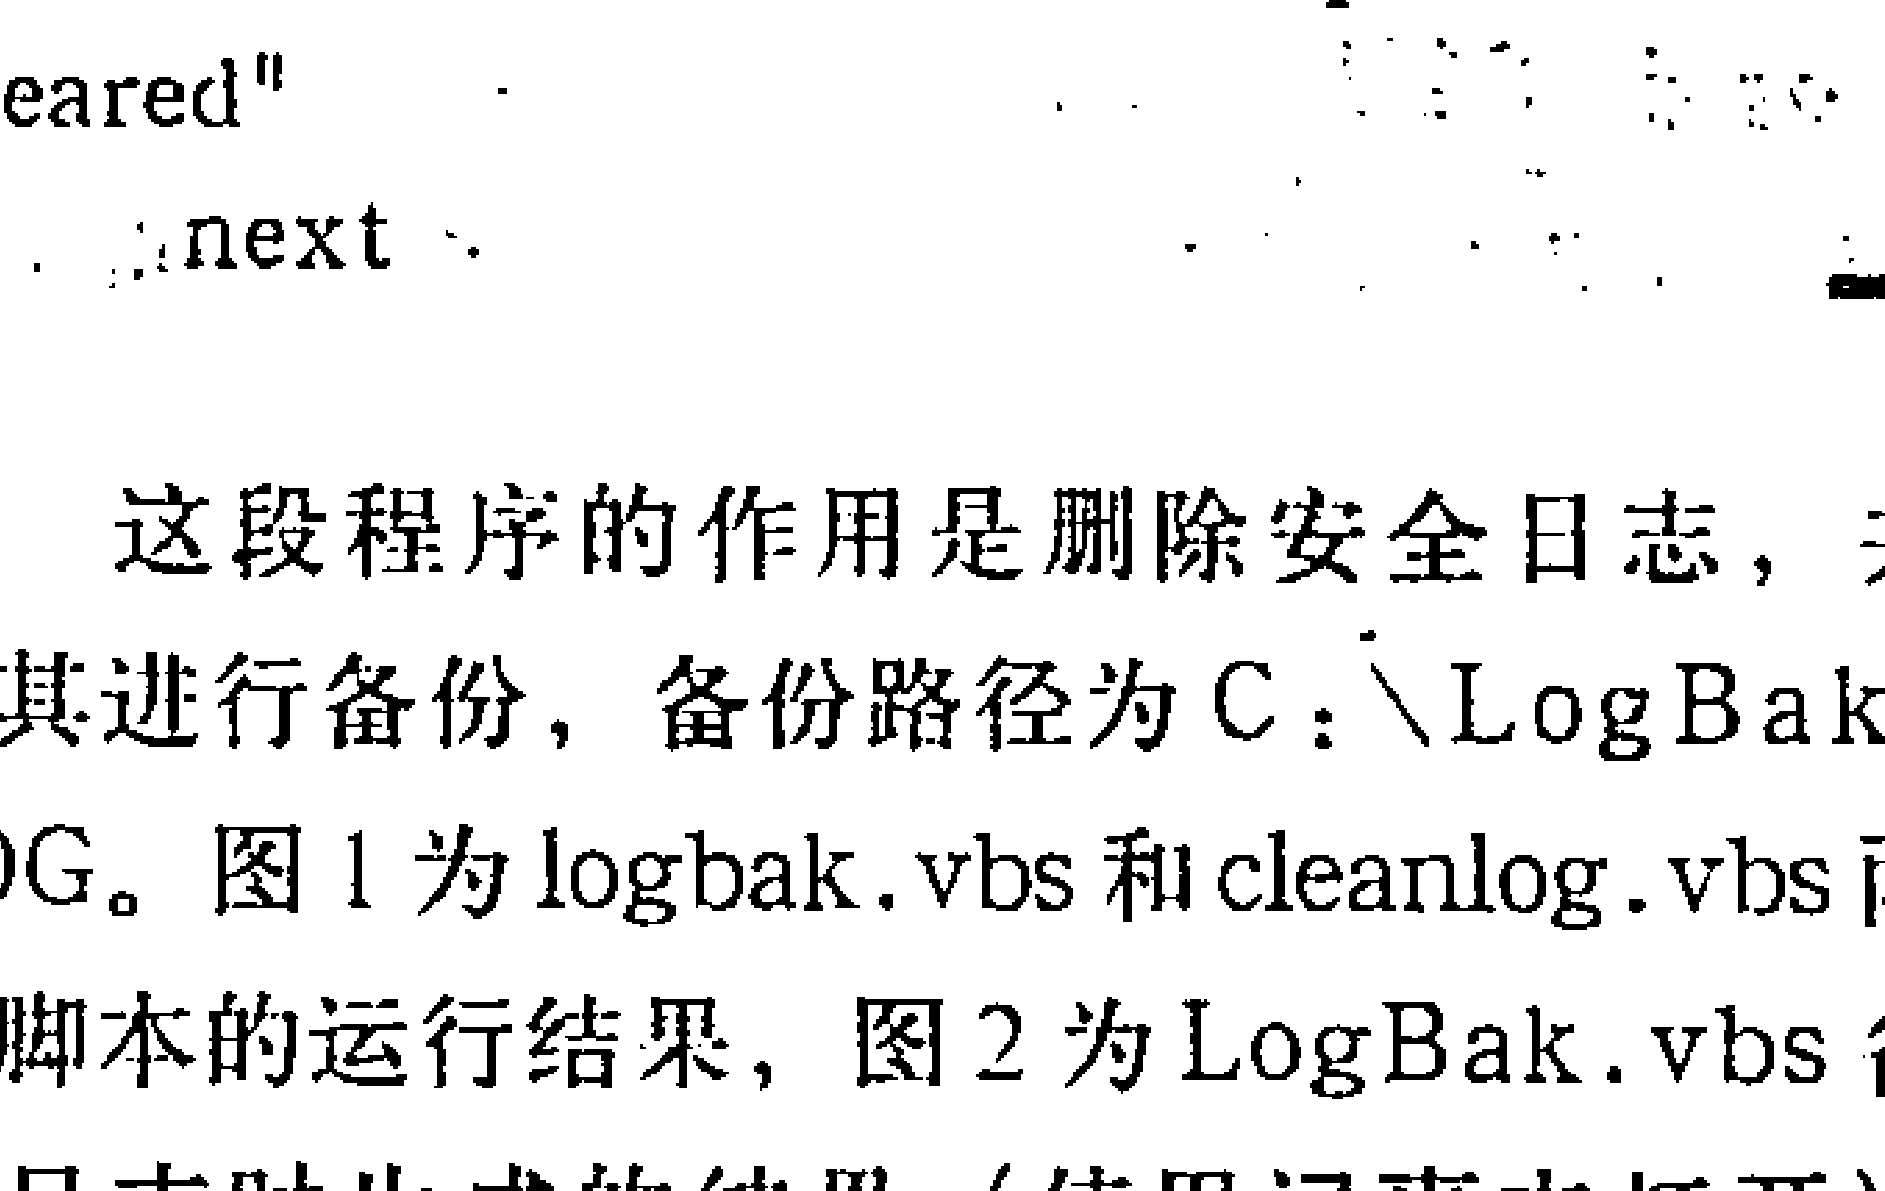 eared"
next
这段程序的作用是删除安全日志，
其进行备份，备份路径为C:\LogBak
OG。图1为logbak.vbs和cleanlog.vbs
脚本的运行结果，图2为LogBak.vbs